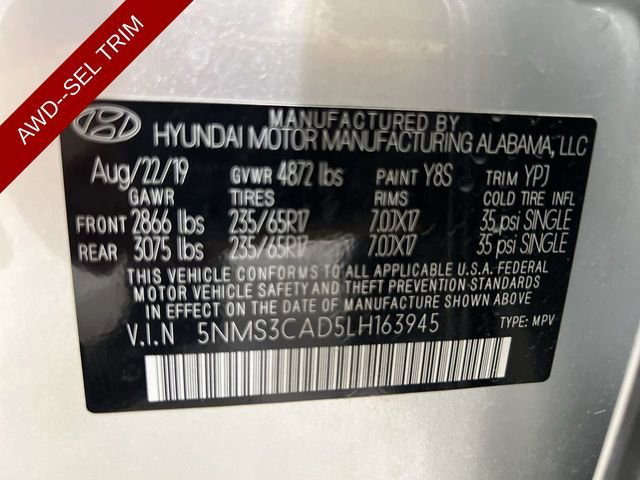 AWD--SEL TRIM
MANUFACTURED BY
HYUNDAI MOTOR MANUFACTURING ALABAMA, LLC
Aug/22/19 GVWR 4872 lbs PAINT Y8S TRIM YPJ
GAWR TIRES RIMS COLD TIRE INFL
FRONT 2866 lbs 235/65R17 7.0JX17 35 psi SINGLE
REAR 3075 lbs 235/65R17 7.0JX17 35 psi SINGLE
THIS VEHICLE CONFORMS TO ALL APPLICABLE U.S.A FEDERAL
MOTOR VEHICLE SAFETY AND THEFT PREVENTION STANDARDS
IN EFFECT ON THE DATE OF MANUFACTURE SHOWN ABOVE.
V.I.N 5NMS3CAD5LH163945 TYPE: MPV